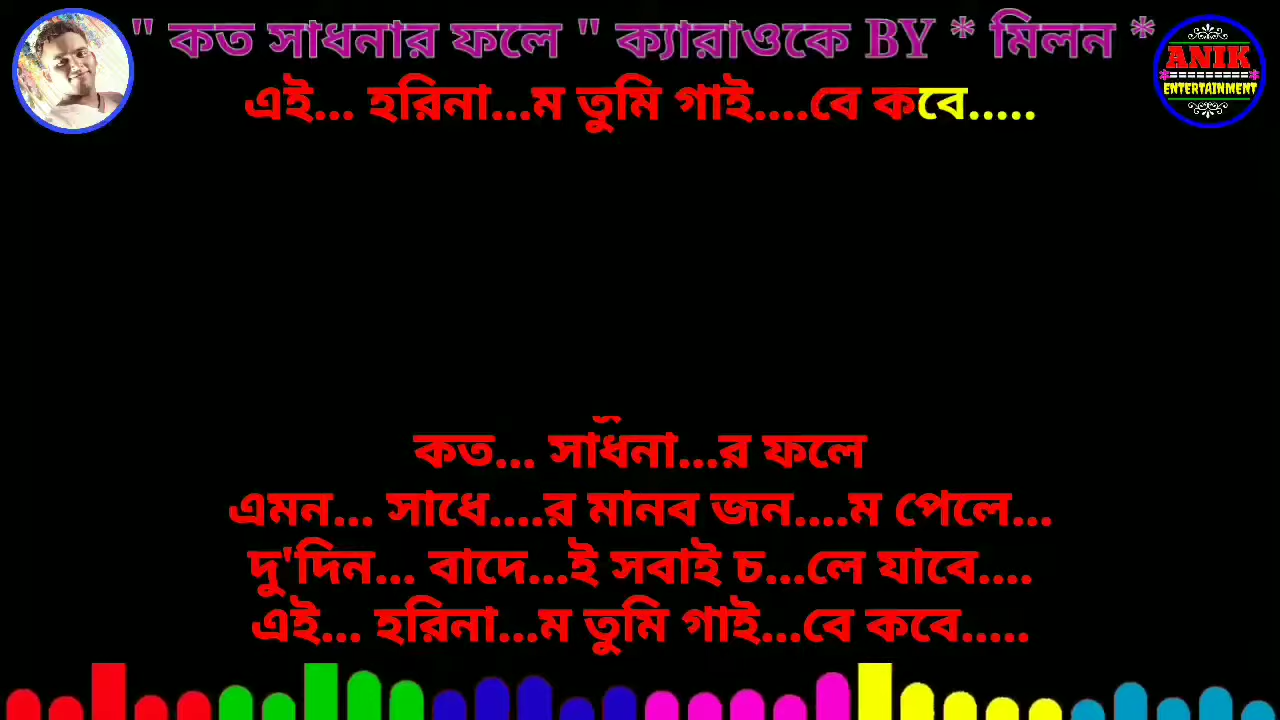 " কত সাধনার ফলে " ক্যারাওকে BY * মিলন *
ANIK
*=========*
ENTERTAINMENT
এই... হরিনা...ম তুমি গাই....বে কবে.....
কত... সাধনা...র ফলে
এমন... সাধে....র মানব জন....ম পেলে...
দু'দিন... বাদে...ই সবাই চ...লে যাবে....
এই... হরিনা...ম তুমি গাই...বে কবে.....